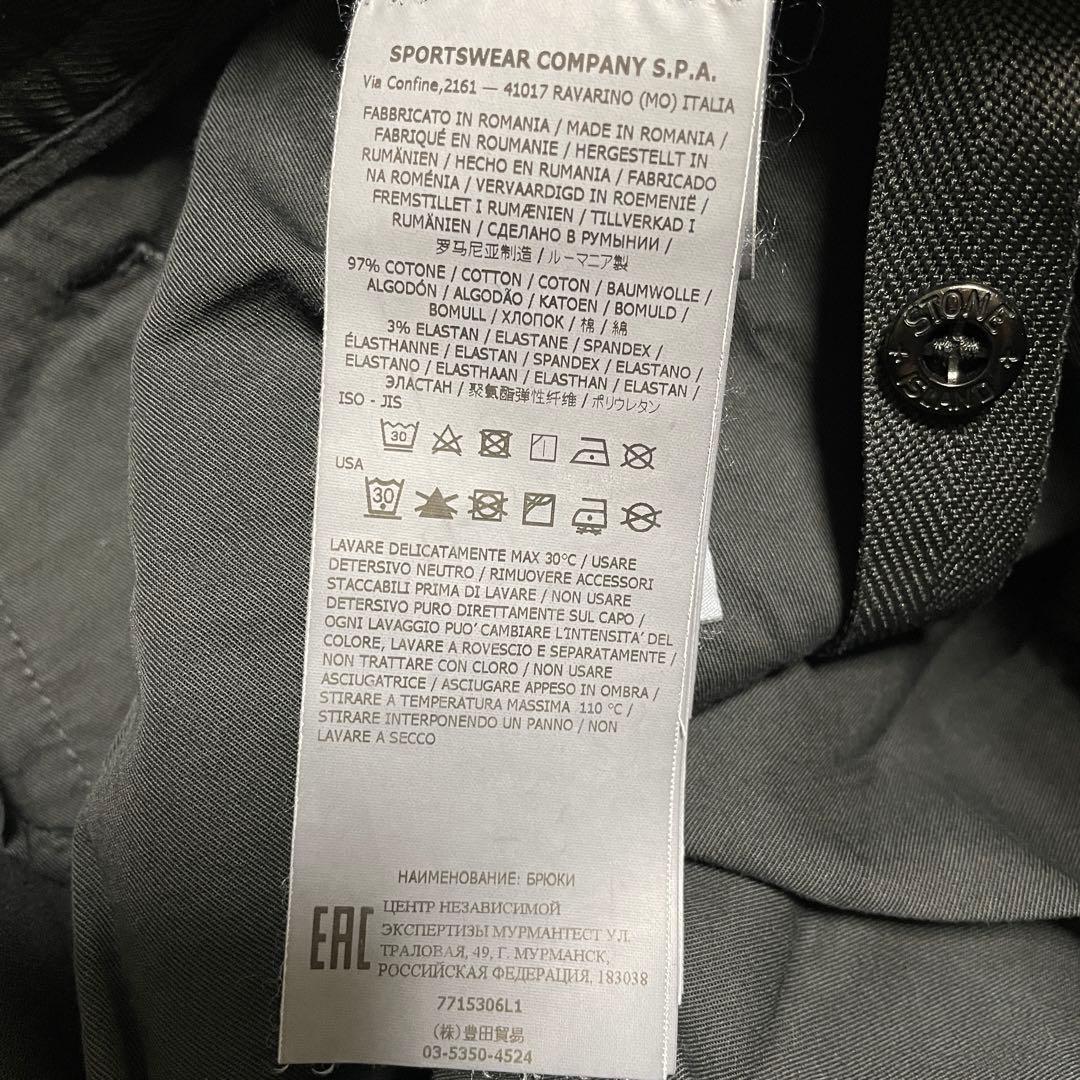 SPORTSWEAR COMPANY S.P.A.
Via Confine,2161 — 41017 RAVARINO (MO) ITALIA
FABBRICATO IN ROMANIA / MADE IN ROMANIA /
FABRIQUÉ EN ROUMANIE / HERGESTELLT IN
RUMÄNIEN / HECHO EN RUMANIA / FABRICADO
NA ROMÉNIA / VERVAARDIGD IN ROEMENIË /
FREMSTILLET I RUMÆNIEN / TILLVERKAD I
RUMÄNIEN / СДЕЛАНО В РУМЫНИИ /
罗马尼亚制造 / ルーマニア製
97% COTONE / COTTON / COTON / BAUMWOLLE /
ALGODÓN / ALGODÃO / KATOEN / BOMULD /
BOMULL / ХЛОПОК / 棉 / 綿
3% ELASTAN / ELASTANE / SPANDEX /
ÉLASTHANNE / ELASTAN / SPANDEX / ELASTANO /
ELASTANO / ELASTHAAN / ELASTHAN / ELASTAN /
ЭЛАСТАН / 聚氨酯弹性纤维 / ポリウレタン
ISO - JIS
30
USA
30
LAVARE DELICATAMENTE MAX 30°C / USARE
DETERSIVO NEUTRO / RIMUOVERE ACCESSORI
STACCABILI PRIMA DI LAVARE / NON USARE
DETERSIVO PURO DIRETTAMENTE SUL CAPO /
OGNI LAVAGGIO PUO' CAMBIARE L'INTENSITA' DEL
COLORE, LAVARE A ROVESCIO E SEPARATAMENTE /
NON TRATTARE CON CLORO / NON USARE
ASCIUGATRICE / ASCIUGARE APPESO IN OMBRA /
STIRARE A TEMPERATURA MASSIMA 110 °C /
STIRARE INTERPONENDO UN PANNO / NON
LAVARE A SECCO
НАИМЕНОВАНИЕ: БРЮКИ
EAC
ЦЕНТР НЕЗАВИСИМОЙ
ЭКСПЕРТИЗЫ МУРМАНТЕСТ УЛ.
ТРАЛОВАЯ, 49, Г. МУРМАНСК,
РОССИЙСКАЯ ФЕДЕРАЦИЯ, 183038
7715306L1
(株)豊田貿易
03-5350-4524
STONE
ISLAND